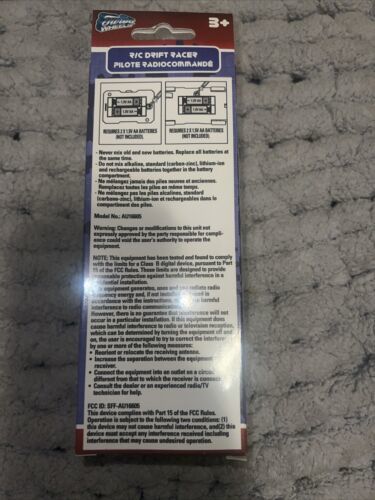 WHEELS
3+
R/C DRIFT RACER
PILOTE RADIOCOMMANDÉ
REQUIRES 2 X 1.5V AA BATTERIES
(NOT INCLUDED)
REQUIRES 2 X 1.5V AA BATTERIES
(NOT INCLUDED)
- Never mix old and new batteries. Replace all batteries at
the same time.
- Do not mix alkaline, standard (carbon-zinc), lithium-ion
and rechargeable batteries together in the battery
compartment.
- Ne mélangez jamais des piles neuves et anciennes.
Remplacez toutes les piles en même temps.
- Ne mélangez pas les piles alcalines, standard
(carbone-zinc), lithium-ion et rechargeables dans le
compartiment des piles.
Model No.: AU16605
Warning: Changes or modifications to this unit not
expressly approved by the party responsible for compli-
ence could void the user's authority to operate the
equipment.
NOTE: This equipment has been tested and found to comply
with the limits for a Class B digital device, pursuant to Part
15 of the FCC Rules. These limits are designed to provide
reasonable protection against harmful interference in a
residential installation.
equipment generates, uses and can radiate radio
frequency energy and, if not installed and
accordance with the instructions, may harmful
interference to radio communications.
However, there is no guarantee that interference will not
occur in a particular installation. If this equipment does
cause harmful interference to radio or television reception,
which can be determined by turning the equipment off and
on, the user is encouraged to try to correct the interference
by one or more of the following measures:
• Reorient or relocate the receiving antenna.
• Increase the separation between the equipment
receiver.
• Connect the equipment into an outlet on a circuit
different from that to which the receiver is connected.
• Consult the dealer or an experienced radio/TV
technician for help.
FCC ID: SFF-AU16605
This device complies with Part 15 of the FCC Rules.
Operation is subject to the following two conditions: (1)
this device may not cause harmful interference, and(2) this
device must accept any interference received including
interference that may cause undesired operation.